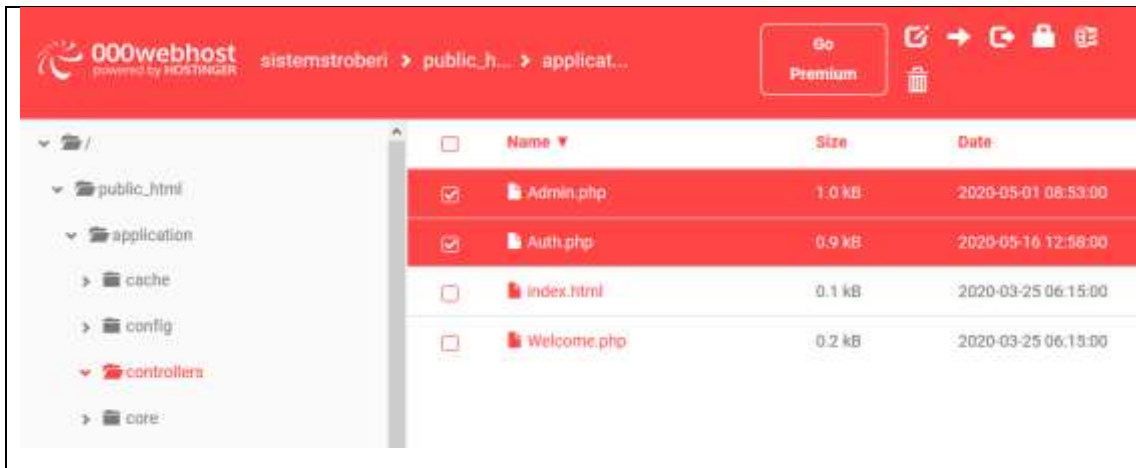 000webhost
powered by HOSTINGER
sistemstroberi > public_h... > applicat...
Go
Premium
/
public_html
application
cache
config
controllers
core
Name ▼ Size Date
Admin.php 1.0 kB 2020-05-01 08:53:00
Auth.php 0.9 kB 2020-05-16 12:58:00
index.html 0.1 kB 2020-03-25 06:15:00
Welcome.php 0.2 kB 2020-03-25 06:15:00